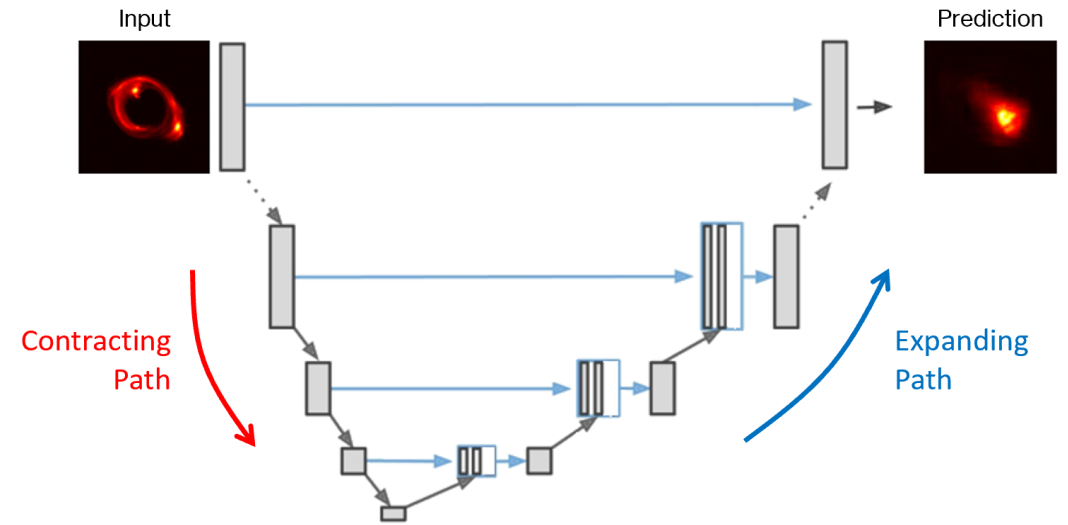 Input
Prediction
Contracting
Path
Expanding
Path